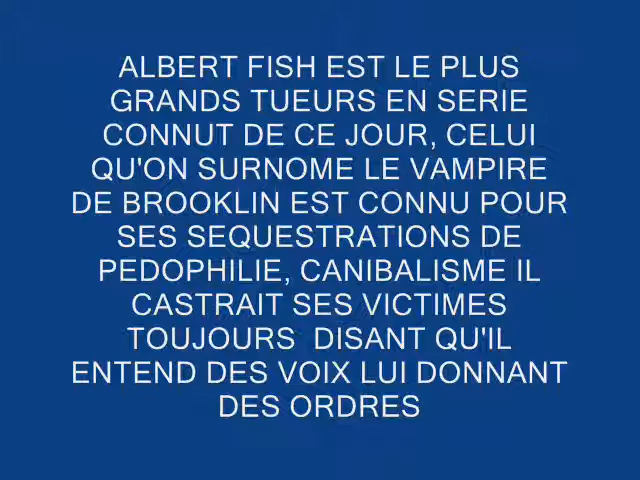 ALBERT FISH EST LE PLUS
GRANDS TUEURS EN SERIE
CONNUT DE CE JOUR, CELUI
QU'ON SURNOME LE VAMPIRE
DE BROOKLIN EST CONNU POUR
SES SEQUESTRATIONS DE
PEDOPHILIE, CANIBALISME IL
CASTRAIT SES VICTIMES
TOUJOURS  DISANT QU'IL
ENTEND DES VOIX LUI DONNANT
DES ORDRES